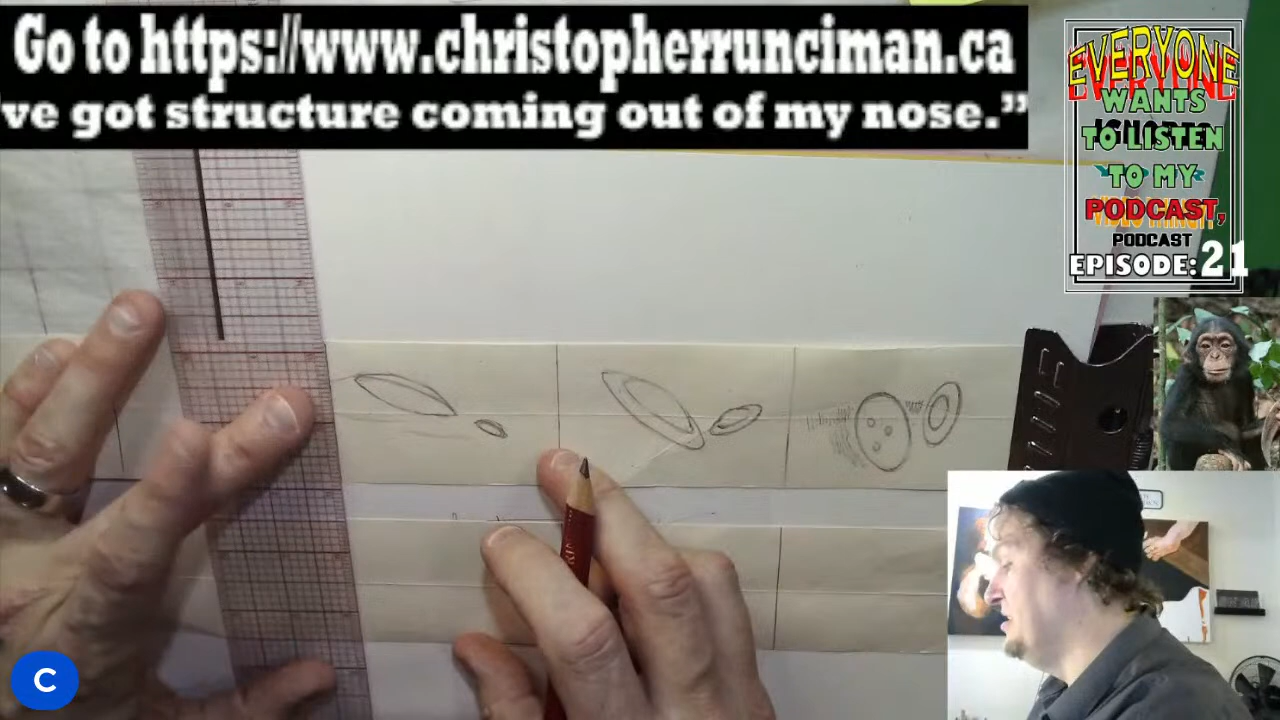 Go to https://www.christopherrunciman.ca
've got structure coming out of my nose.”
EVERYONE
WANTS
TO LISTEN
TO MY
PODCAST,
PODCAST
EPISODE:21
C